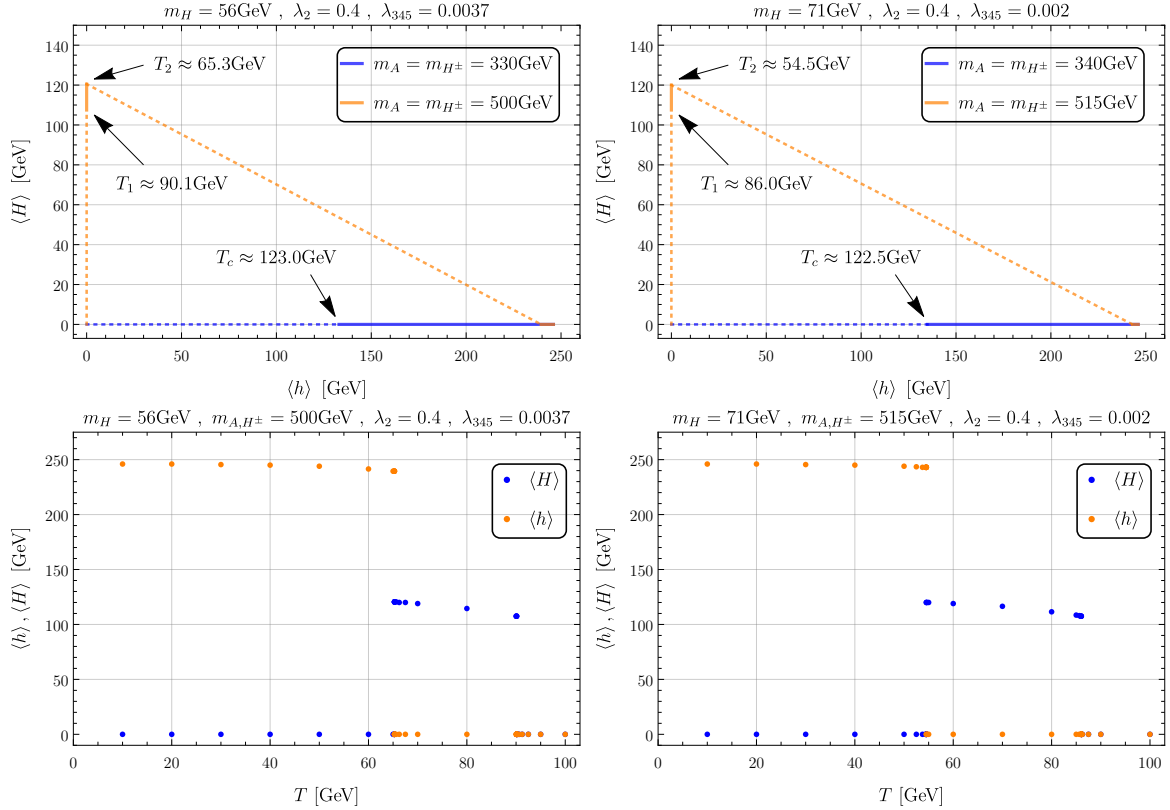 m_H = 56GeV , λ_2 = 0.4 , λ_345 = 0.0037
140
120
100
80
60
40
20
0
⟨H⟩ [GeV]
T_2 ≈ 65.3GeV
T_1 ≈ 90.1GeV
T_c ≈ 123.0GeV
m_A = m_H± = 330GeV
m_A = m_H± = 500GeV
0 50 100 150 200 250
⟨h⟩ [GeV]
m_H = 71GeV , λ_2 = 0.4 , λ_345 = 0.002
140
120
100
80
60
40
20
0
⟨H⟩ [GeV]
T_2 ≈ 54.5GeV
T_1 ≈ 86.0GeV
T_c ≈ 122.5GeV
m_A = m_H± = 340GeV
m_A = m_H± = 515GeV
0 50 100 150 200 250
⟨h⟩ [GeV]
m_H = 56GeV , m_A,H± = 500GeV , λ_2 = 0.4 , λ_345 = 0.0037
250
200
150
100
50
0
⟨h⟩ , ⟨H⟩ [GeV]
⟨H⟩
⟨h⟩
0 20 40 60 80 100
T [GeV]
m_H = 71GeV , m_A,H± = 515GeV , λ_2 = 0.4 , λ_345 = 0.002
250
200
150
100
50
0
⟨h⟩ , ⟨H⟩ [GeV]
⟨H⟩
⟨h⟩
0 20 40 60 80 100
T [GeV]